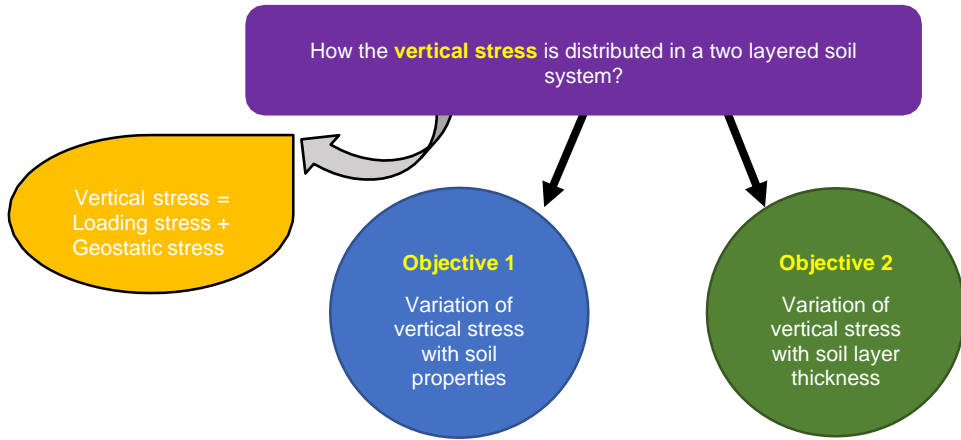 How the vertical stress is distributed in a two layered soil
system?
Vertical stress =
Loading stress +
Geostatic stress
Objective 1
Variation of
vertical stress
with soil
properties
Objective 2
Variation of
vertical stress
with soil layer
thickness